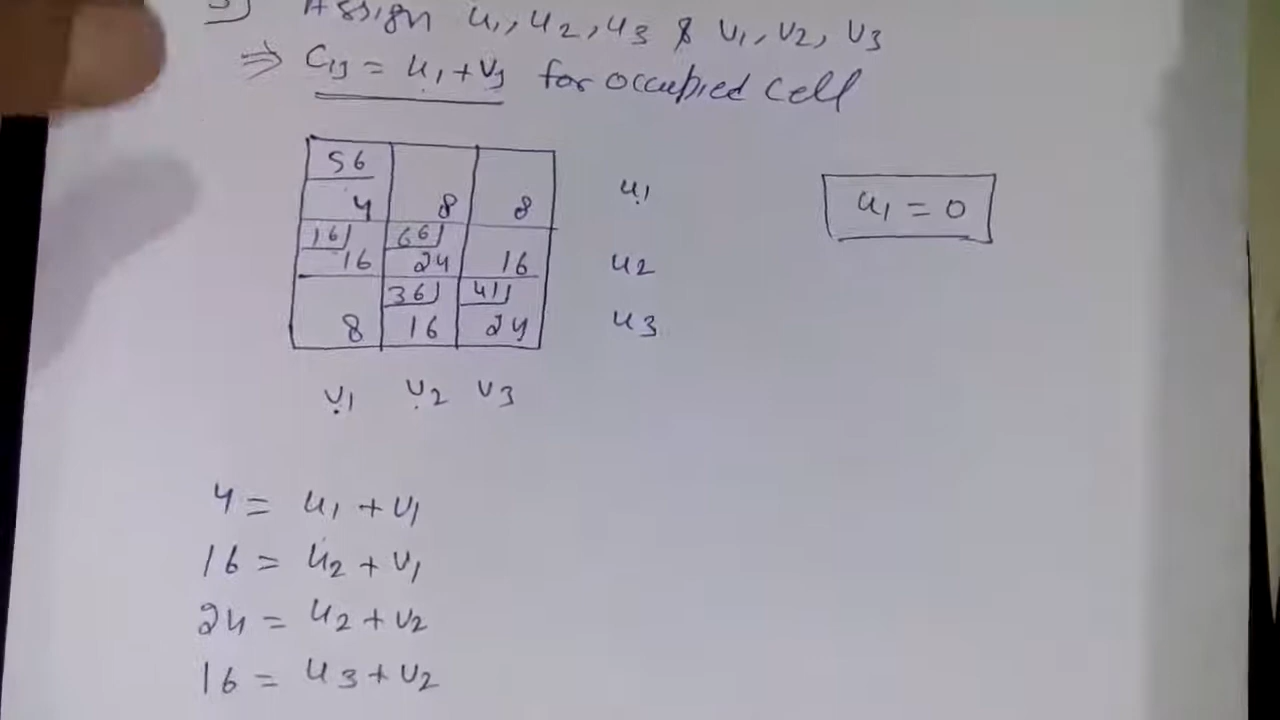 3) Assign u1, u2, u3 & v1, v2, v3
⇒ Cij = ui + vj for occupied cell
56
4 8 8 u1
16 66
16 24 16 u2
36 41
8 16 24 u3
v1 v2 v3
u1 = 0
4 = u1 + v1
16 = u2 + v1
24 = u2 + v2
16 = u3 + v2